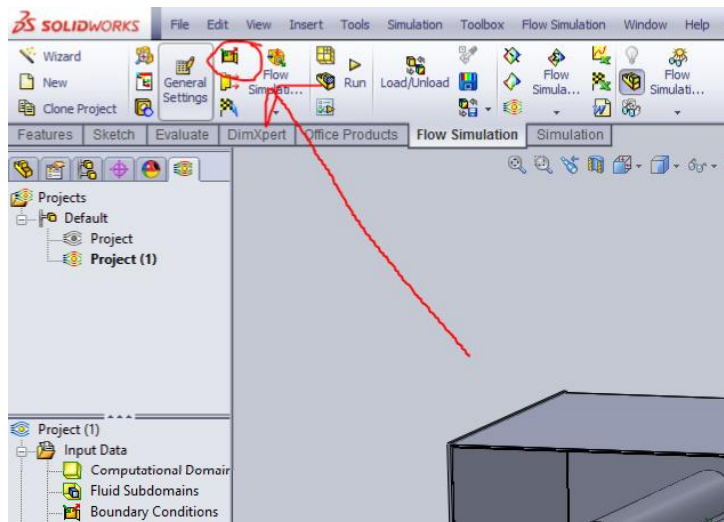 SOLIDWORKS File Edit View Insert Tools Simulation Toolbox Flow Simulation Window Help
Wizard
New
Clone Project
General
Settings
Flow
Simulati...
Run
Load/Unload
Flow
Simula...
Flow
Simulati...
Features Sketch Evaluate DimXpert Office Products Flow Simulation Simulation
Projects
Default
Project
Project (1)
Project (1)
Input Data
Computational Domain
Fluid Subdomains
Boundary Conditions